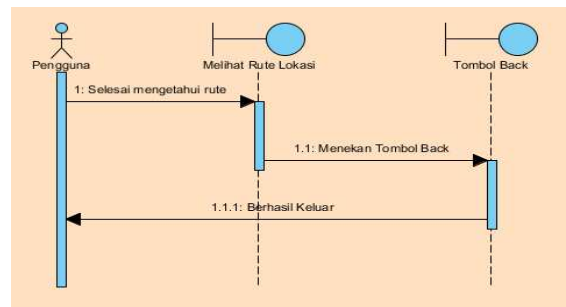 Pengguna
Melihat Rute Lokasi
Tombol Back
1: Selesai mengetahui rute
1.1: Menekan Tombol Back
1.1.1: Berhasil Keluar